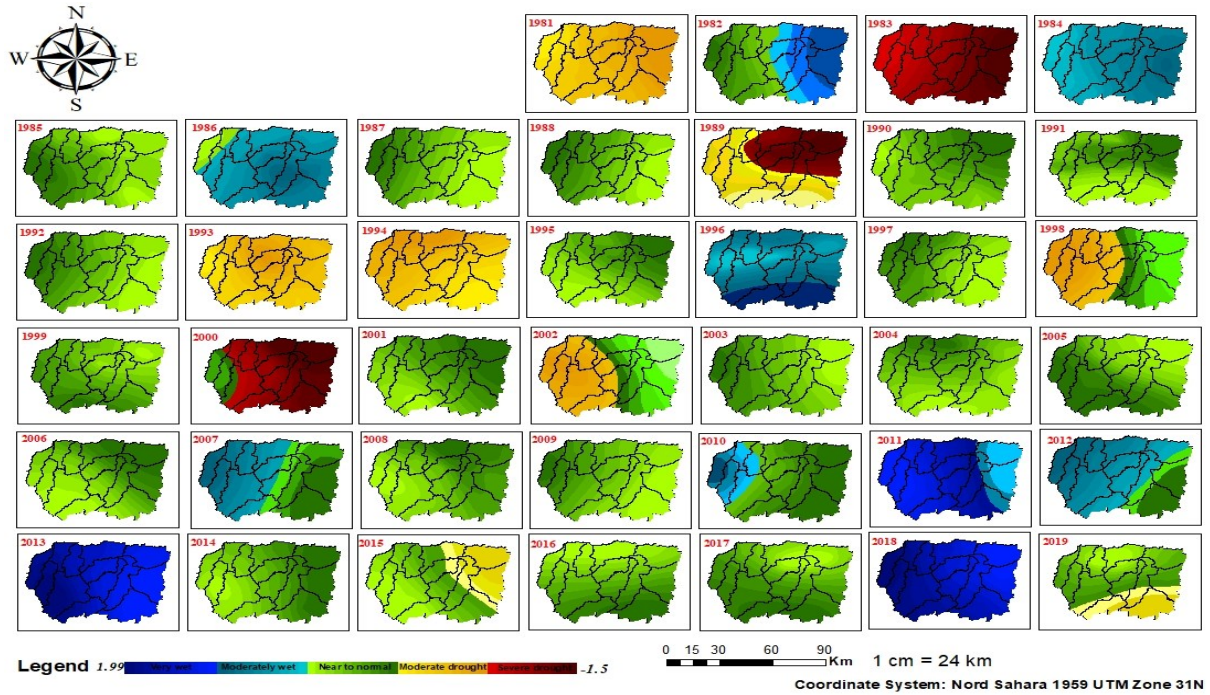 N
W E
S
1981 1982 1983 1984
1985 1986 1987 1988 1989 1990 1991
1992 1993 1994 1995 1996 1997 1998
1999 2000 2001 2002 2003 2004 2005
2006 2007 2008 2009 2010 2011 2012
2013 2014 2015 2016 2017 2018 2019
Legend 1.99 Very wet Moderately wet Near to normal Moderate drought Severe drought -1.5
0 15 30 60 90 Km 1 cm = 24 km
Coordinate System: Nord Sahara 1959 UTM Zone 31N